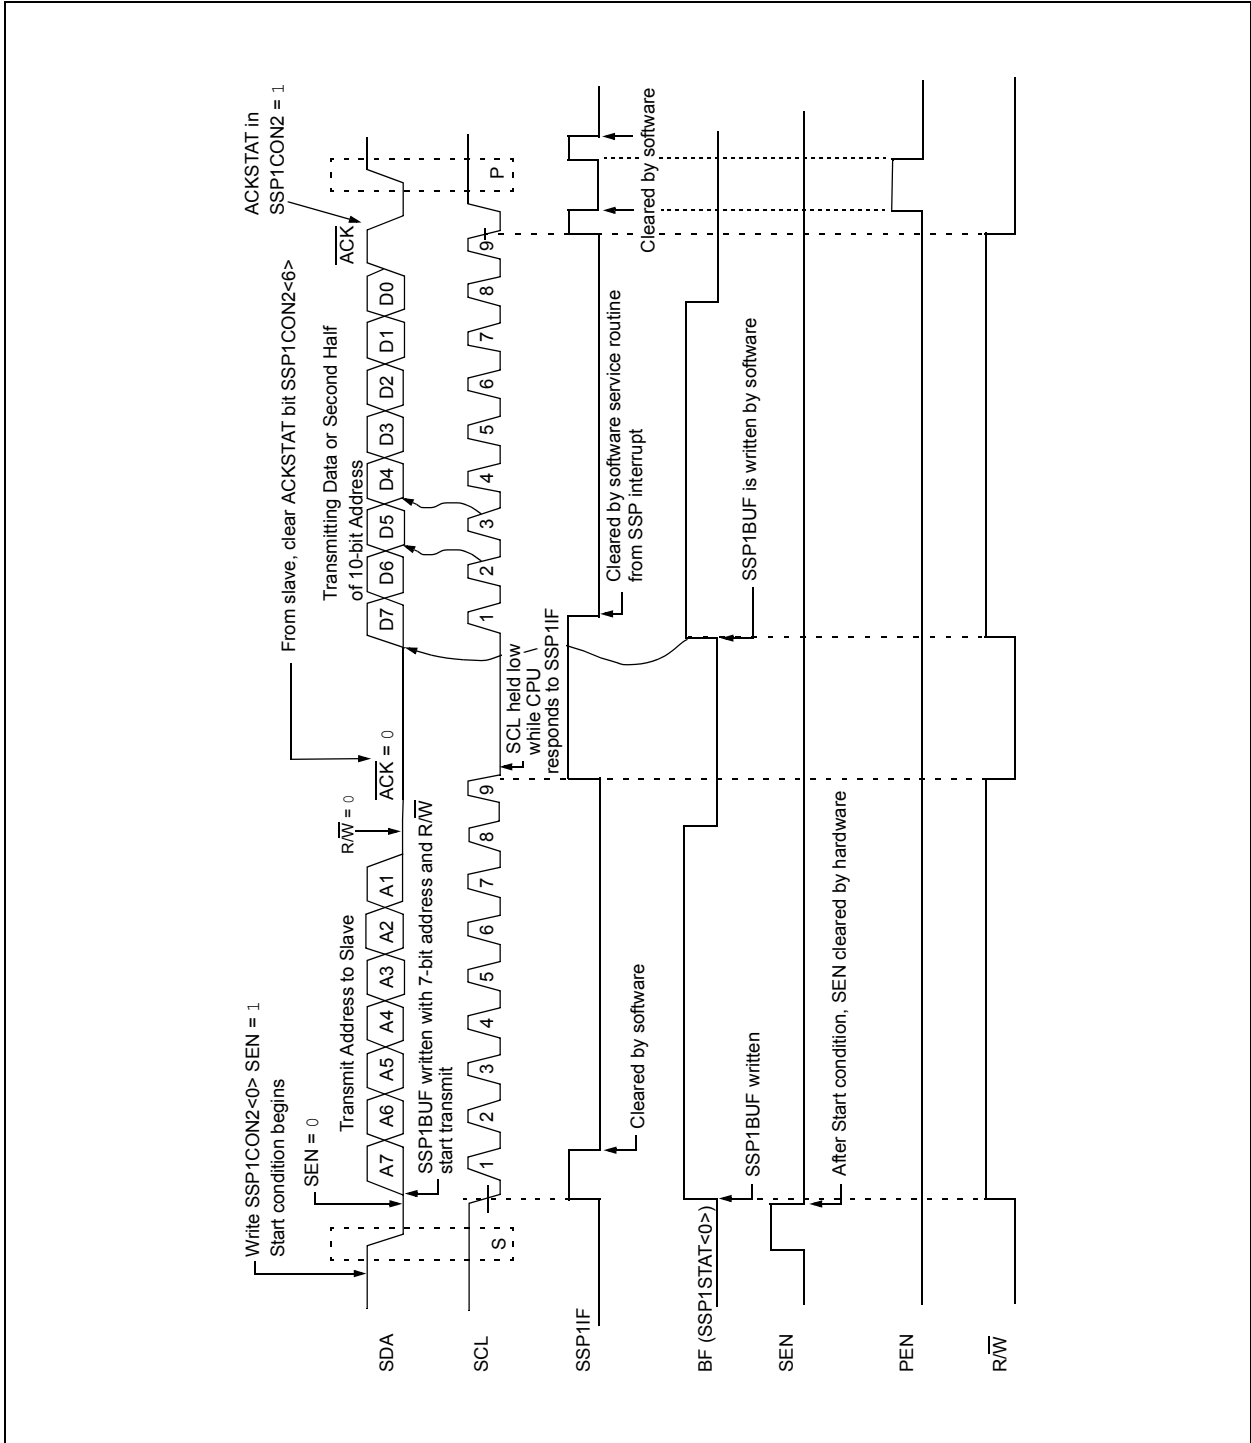 Write SSP1CON2<0> SEN = 1
Start condition begins
SEN = 0
Transmit Address to Slave
R/W = 0
From slave, clear ACKSTAT bit SSP1CON2<6>
ACK = 0
Transmitting Data or Second Half
of 10-bit Address
ACKSTAT in
SSP1CON2 = 1
ACK
SDA
A7 A6 A5 A4 A3 A2 A1
D7 D6 D5 D4 D3 D2 D1 D0
SSP1BUF written with 7-bit address and R/W
start transmit
SCL
S
1 2 3 4 5 6 7 8 9
1 2 3 4 5 6 7 8 9
P
SCL held low
while CPU
responds to SSP1IF
SSP1IF
Cleared by software
Cleared by software service routine
from SSP interrupt
Cleared by software
BF (SSP1STAT<0>)
SSP1BUF written
SSP1BUF is written by software
SEN
After Start condition, SEN cleared by hardware
PEN
R/W